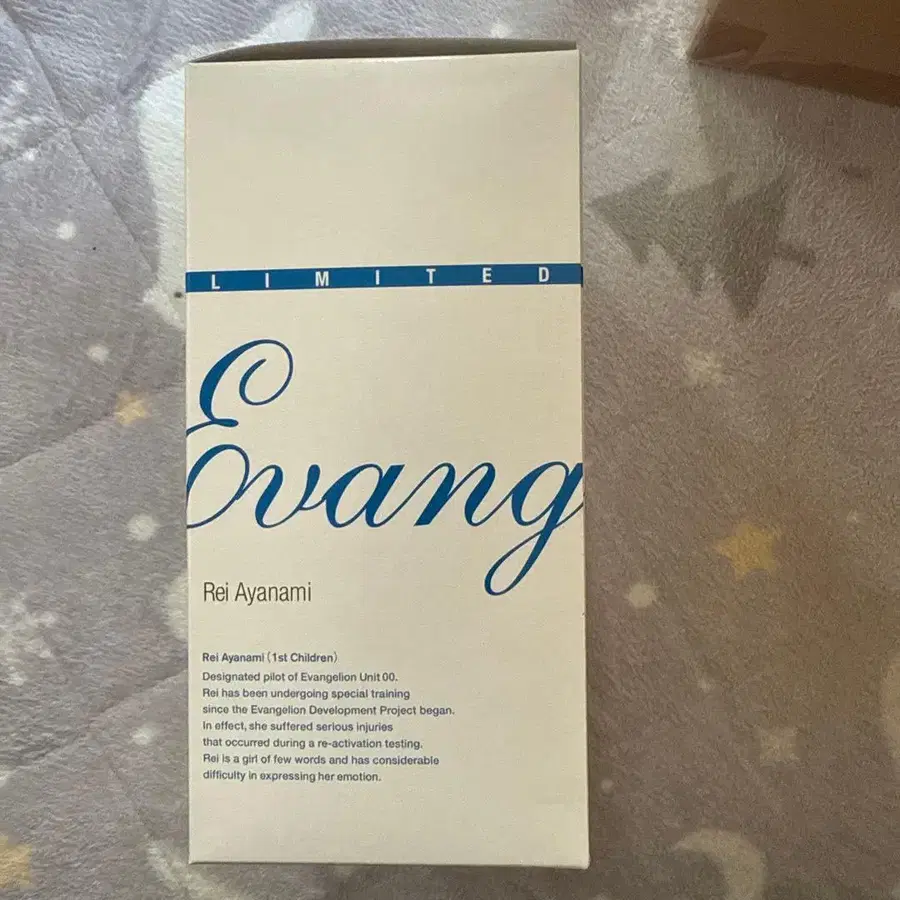 LIMITED
Evang
Rei Ayanami
Rei Ayanami (1st Children)
Designated pilot of Evangelion Unit 00.
Rei has been undergoing special training
since the Evangelion Development Project began.
In effect, she suffered serious injuries
that occurred during a re-activation testing.
Rei is a girl of few words and has considerable
difficulty in expressing her emotion.